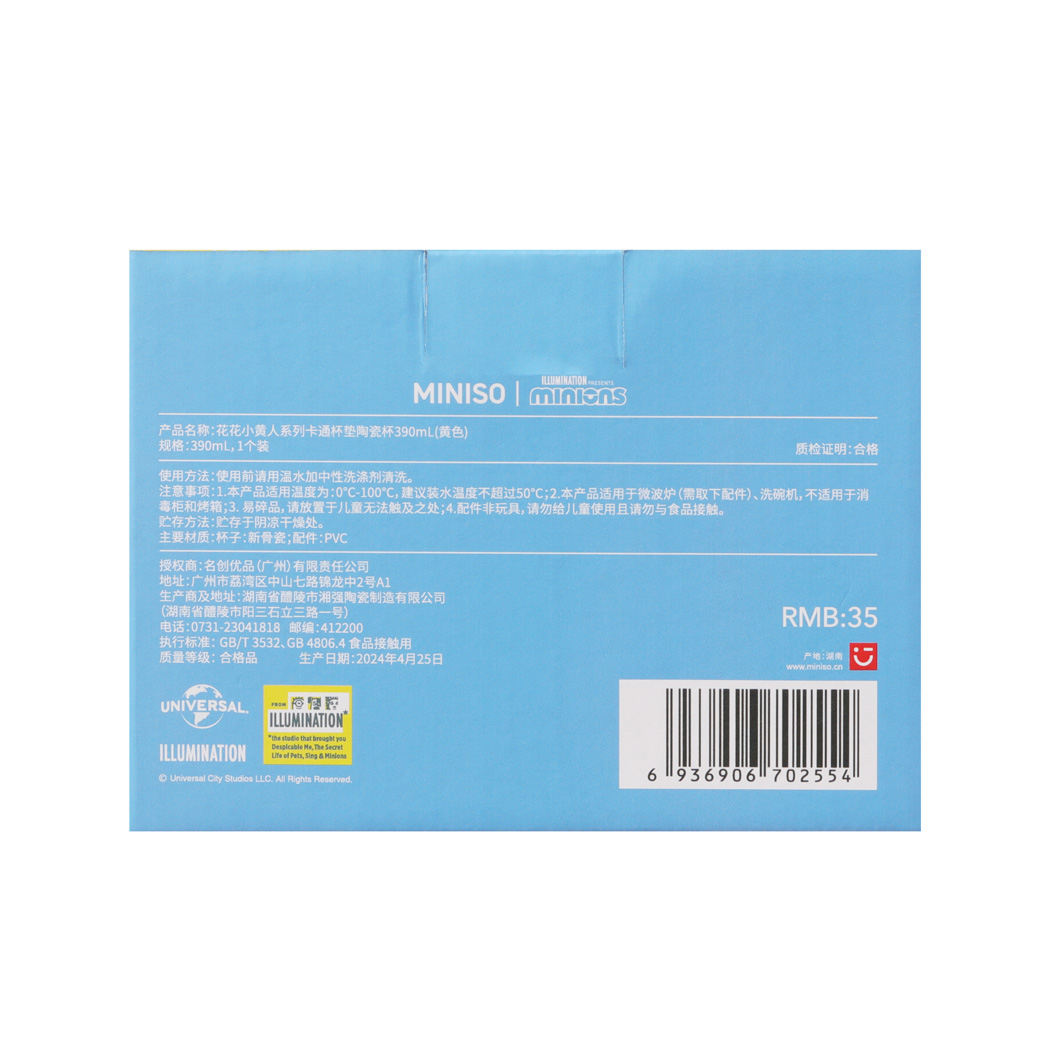 MINISO | ILLUMINATION PRESENTS minions
产品名称:花花小黄人系列卡通杯垫陶瓷杯390mL(黄色)
规格:390mL,1个装
质检证明:合格
使用方法:使用前请用温水加中性洗涤剂清洗。
注意事项:1.本产品适用温度为:0°C-100°C,建议装水温度不超过50°C;2.本产品适用于微波炉(需取下配件)、洗碗机,不适用于消
毒柜和烤箱;3. 易碎品,请放置于儿童无法触及之处;4.配件非玩具,请勿给儿童使用且请勿与食品接触。
贮存方法:贮存于阴凉干燥处。
主要材质:杯子:新骨瓷;配件:PVC
授权商:名创优品(广州)有限责任公司
地址:广州市荔湾区中山七路锦龙中2号A1
生产商及地址:湖南省醴陵市湘强陶瓷制造有限公司
(湖南省醴陵市阳三石立三路一号)
电话:0731-23041818 邮编:412200
执行标准: GB/T 3532、GB 4806.4 食品接触用
质量等级: 合格品 生产日期:2024年4月25日
RMB:35
产地:湖南
www.miniso.cn
UNIVERSAL
ILLUMINATION
FROM
ILLUMINATION*
*the studio that brought you
Despicable Me, The Secret
Life of Pets, Sing & Minions
© Universal City Studios LLC. All Rights Reserved.
6 936906 702554